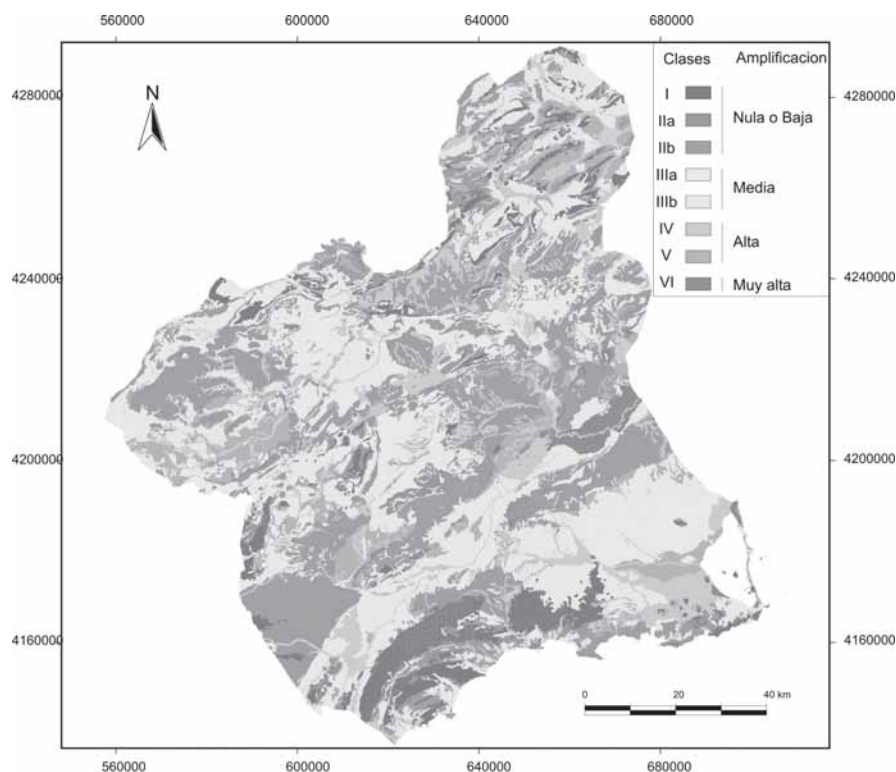 560000 600000 640000 680000
4280000 4280000
4240000 4240000
4200000 4200000
4160000 4160000
N
Clases Amplificacion
I
IIa Nula o Baja
IIb
IIIa Media
IIIb
IV Alta
V
VI Muy alta
0 20 40 km
560000 600000 640000 680000